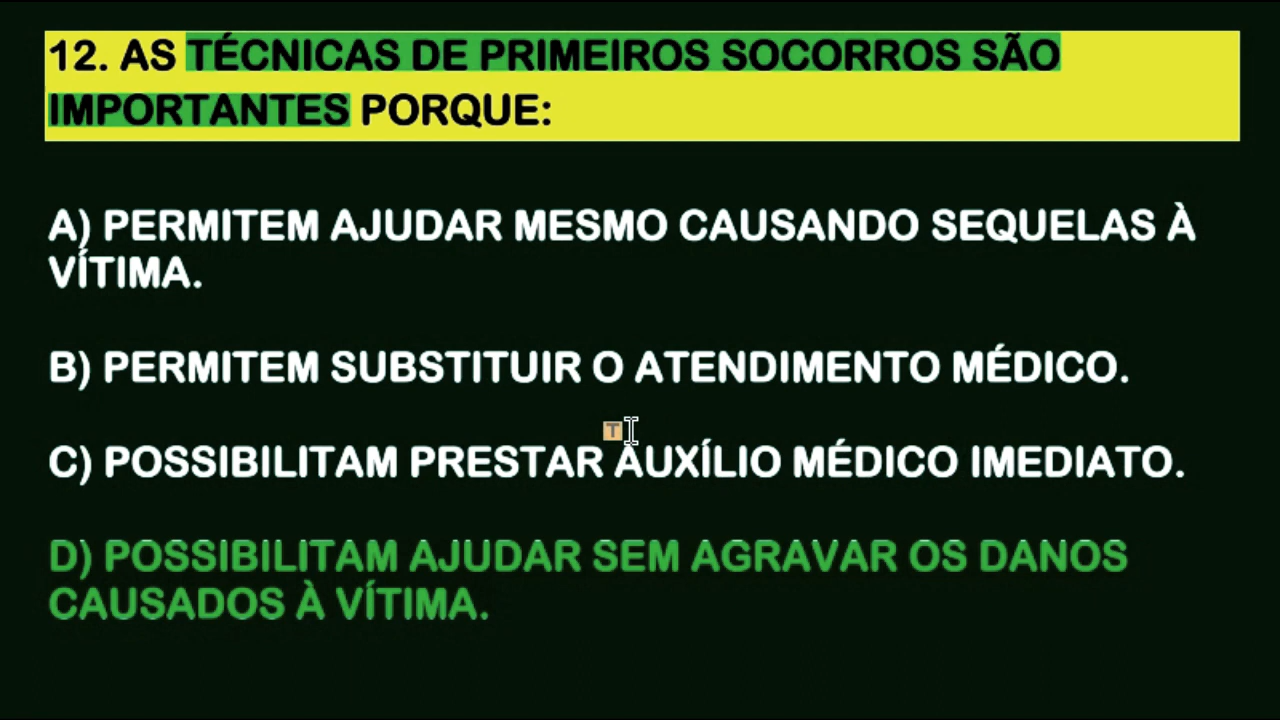 12. AS TÉCNICAS DE PRIMEIROS SOCORROS SÃO
IMPORTANTES PORQUE:
A) PERMITEM AJUDAR MESMO CAUSANDO SEQUELAS À
VÍTIMA.
B) PERMITEM SUBSTITUIR O ATENDIMENTO MÉDICO.
T
C) POSSIBILITAM PRESTAR AUXÍLIO MÉDICO IMEDIATO.
D) POSSIBILITAM AJUDAR SEM AGRAVAR OS DANOS
CAUSADOS À VÍTIMA.